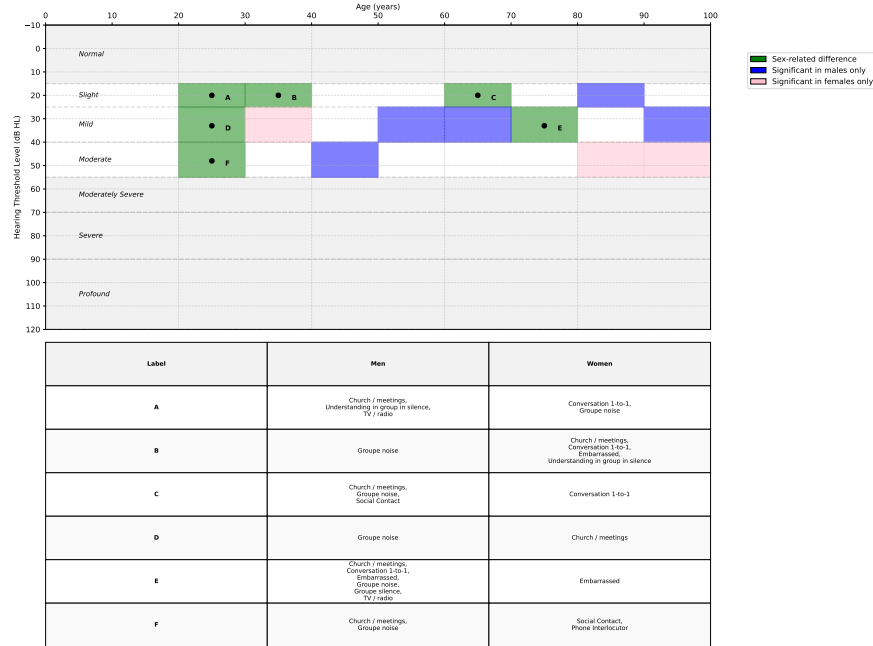 Age (years)
0 10 20 30 40 50 60 70 80 90 100
Hearing Threshold Level (dB HL)
−10
0
10
20
30
40
50
60
70
80
90
100
110
120
Normal
Slight
Mild
Moderate
Moderately Severe
Severe
Profound
A
B
C
D
E
F
Sex-related difference
Significant in males only
Significant in females only
Label Men Women
A
Church / meetings,
Understanding in group in silence,
TV / radio
Conversation 1-to-1,
Groupe noise
B
Groupe noise
Church / meetings,
Conversation 1-to-1,
Embarrassed,
Understanding in group in silence
C
Church / meetings,
Groupe noise,
Social Contact
Conversation 1-to-1
D
Groupe noise
Church / meetings
E
Church / meetings,
Conversation 1-to-1,
Embarrassed,
Groupe noise,
Groupe silence,
TV / radio
Embarrassed
F
Church / meetings,
Groupe noise
Social Contact,
Phone Interlocutor